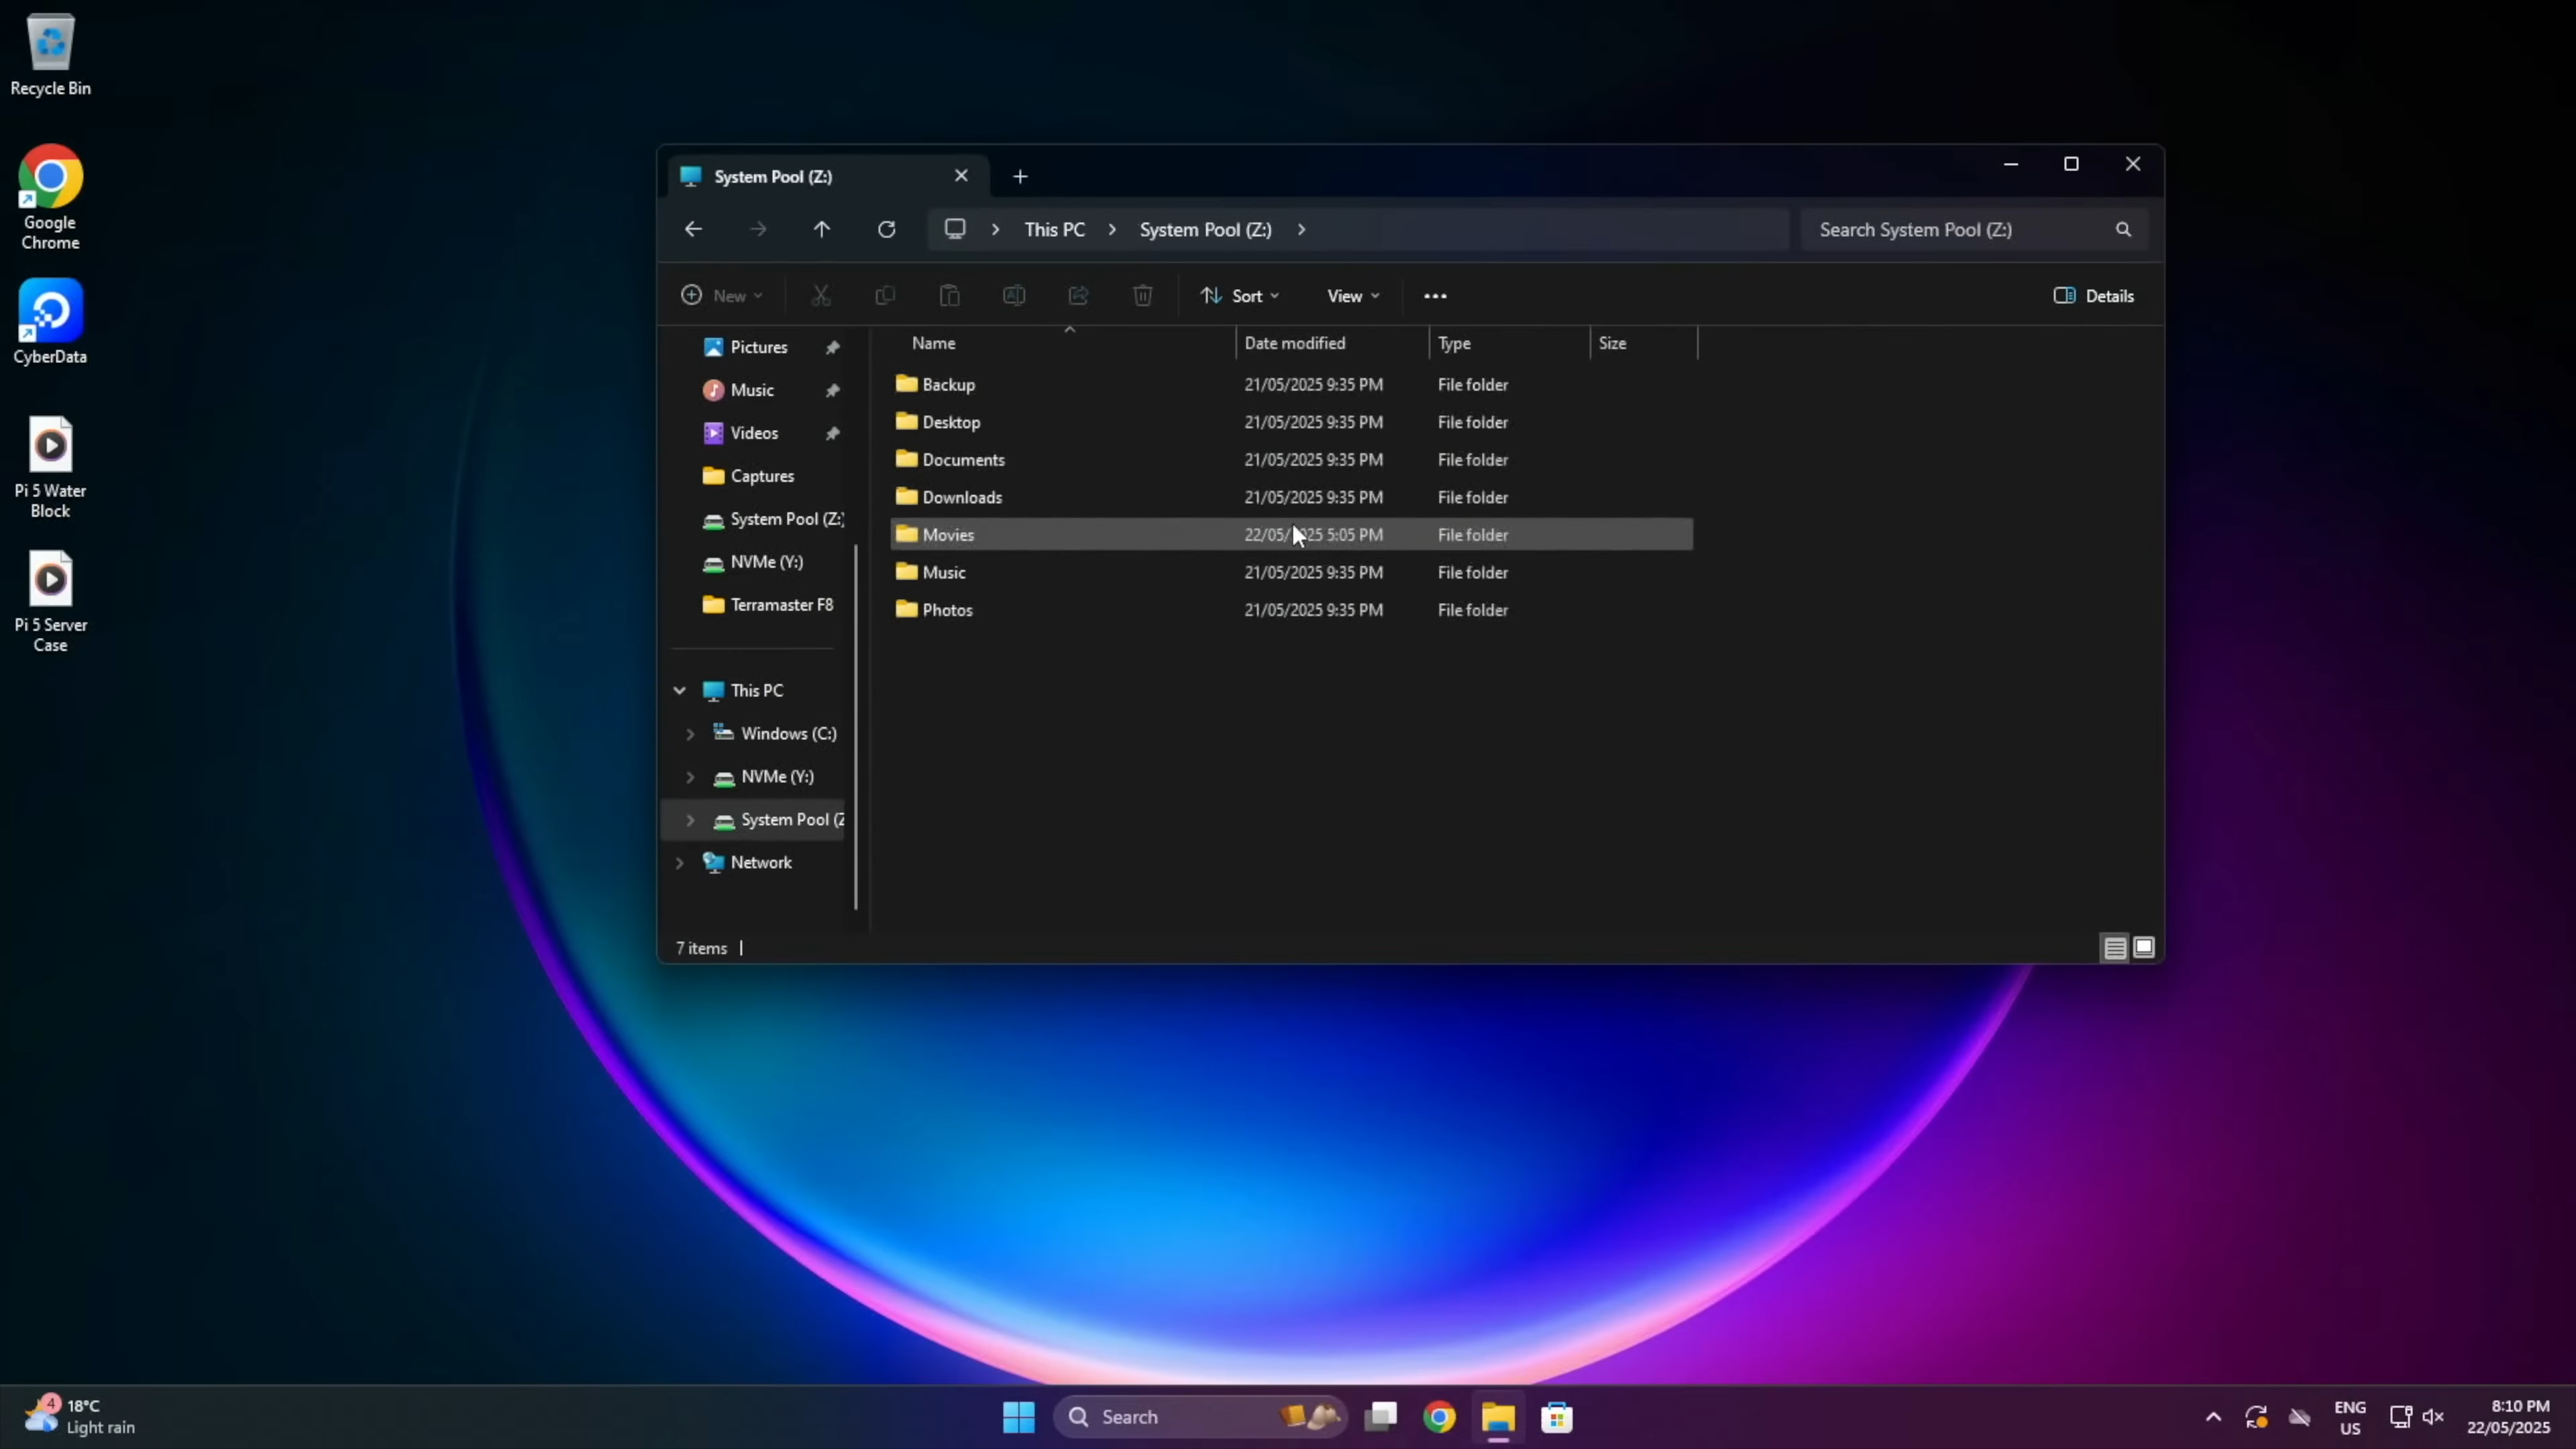 Recycle Bin
Google
Chrome
CyberData
Pi 5 Water
Block
Pi 5 Server
Case
System Pool (Z:)
This PC
System Pool (Z:)
Search System Pool (Z:)
New
Sort
View
Details
Pictures
Music
Videos
Captures
System Pool (Z:)
NVMe (Y:)
Terramaster F8
This PC
Windows (C:)
NVMe (Y:)
System Pool (Z
Network
Name Date modified Type Size
Backup 21/05/2025 9:35 PM File folder
Desktop 21/05/2025 9:35 PM File folder
Documents 21/05/2025 9:35 PM File folder
Downloads 21/05/2025 9:35 PM File folder
Movies 22/05/2025 5:05 PM File folder
Music 21/05/2025 9:35 PM File folder
Photos 21/05/2025 9:35 PM File folder
7 items
4
18°C
Light rain
Search
ENG
US
8:10 PM
22/05/2025